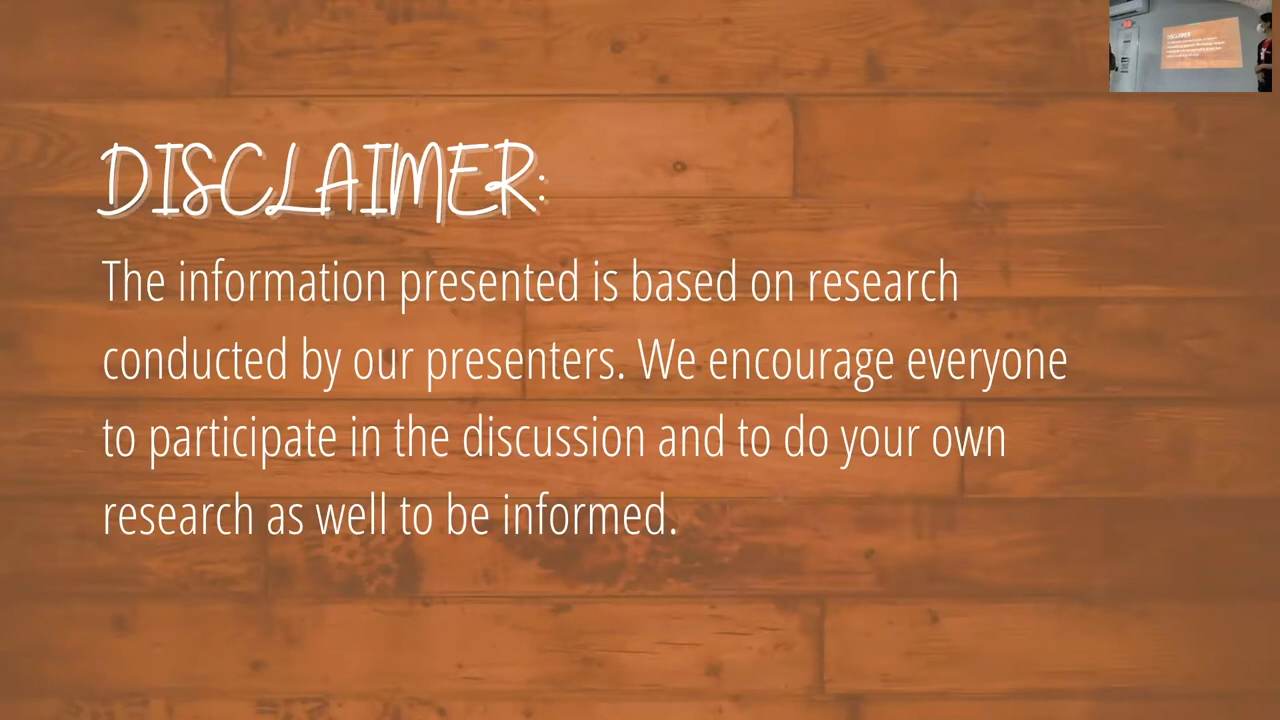 DISCLAIMER:
The information presented is based on research
conducted by our presenters. We encourage everyone
to participate in the discussion and to do your own
research as well to be informed.